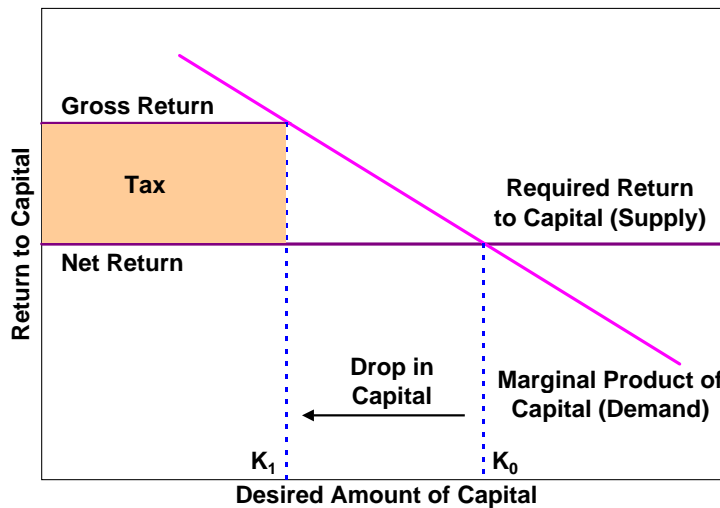 Gross Return
Tax
Required Return
to Capital (Supply)
Net Return
Return to Capital
Drop in
Capital
Marginal Product of
Capital (Demand)
K₁
K₀
Desired Amount of Capital